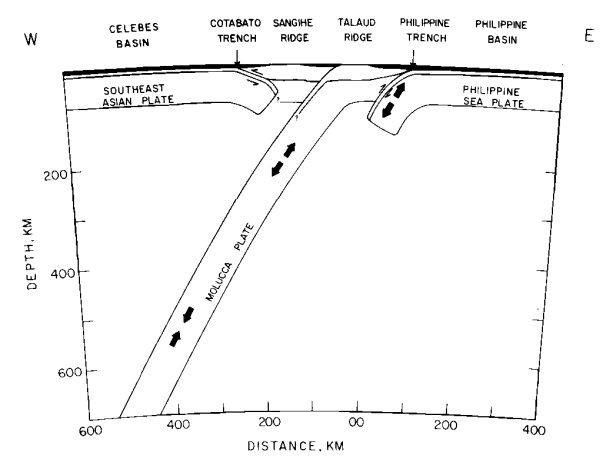 W
CELEBES
BASIN
COTABATO
TRENCH
SANGIHE
RIDGE
TALAUD
RIDGE
PHILIPPINE
TRENCH
PHILIPPINE
BASIN
E
SOUTHEAST
ASIAN PLATE
?
?
PHILIPPINE
SEA PLATE
MOLUCCA PLATE
DEPTH, KM
200
400
600
600 400 200 00 200 400
DISTANCE, KM